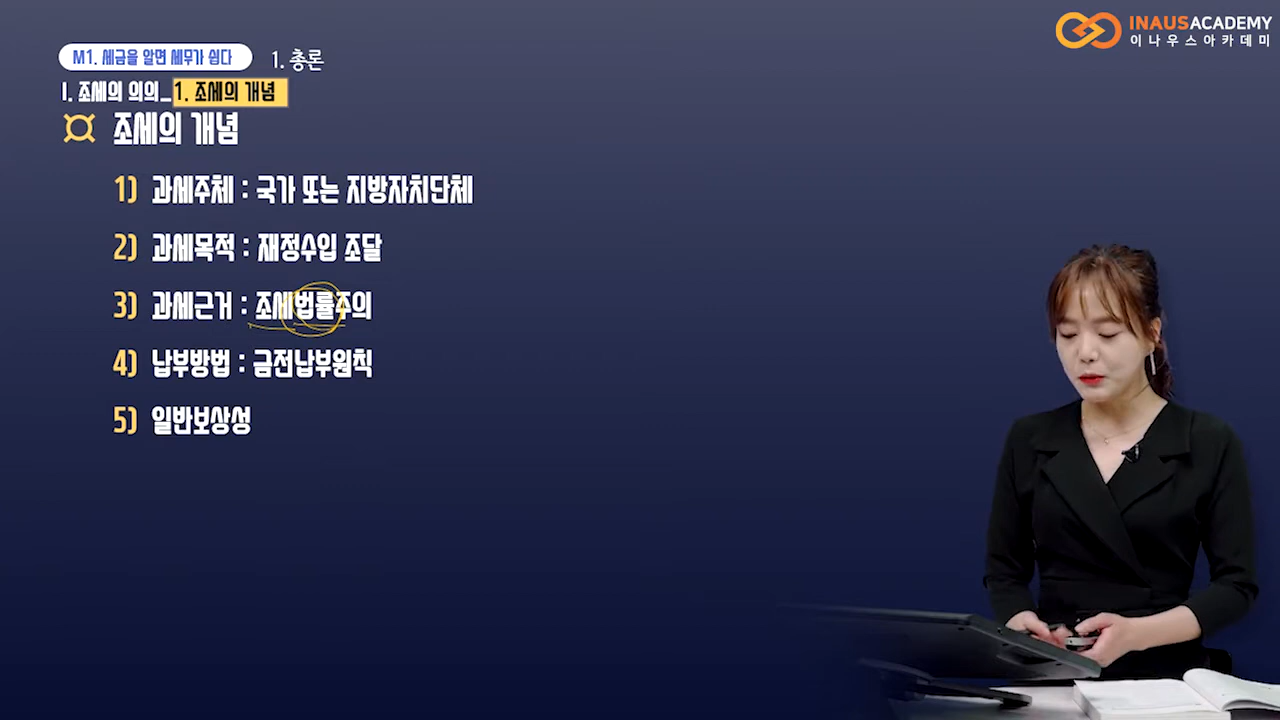 INAUSACADEMY
이나우스아카데미
M1. 세금을 알면 세무가 쉽다 1. 총론
I. 조세의 의의_1. 조세의 개념
조세의 개념
1) 과세주체 : 국가 또는 지방자치단체
2) 과세목적 : 재정수입 조달
3) 과세근거 : 조세법률주의
4) 납부방법 : 금전납부원칙
5) 일반보상성